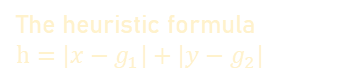 The heuristic formula
h = |x − g₁| + |y − g₂|